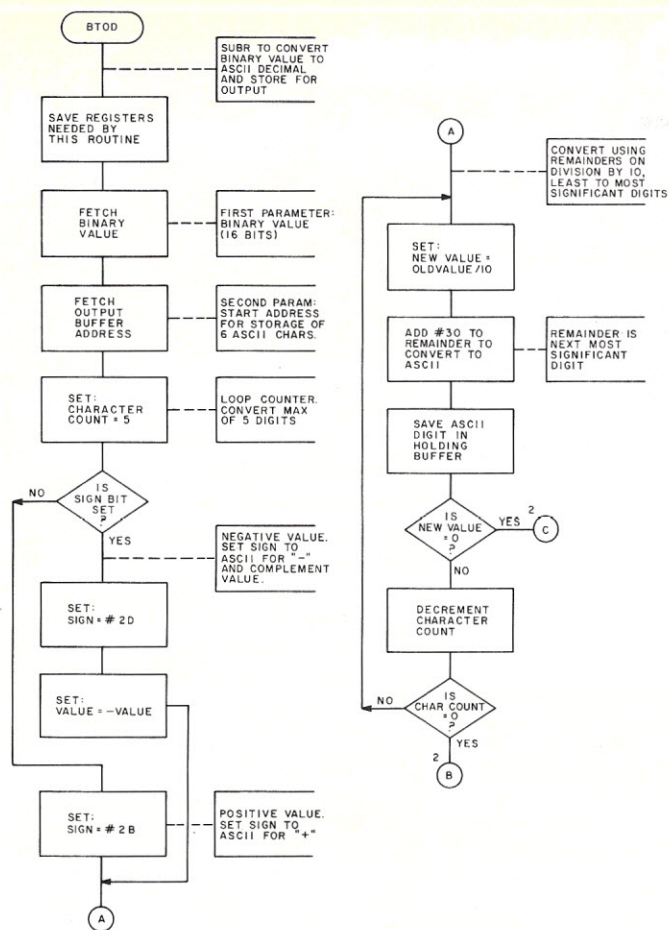 BTOD
SUBR TO CONVERT
BINARY VALUE TO
ASCII DECIMAL
AND STORE FOR
OUTPUT
SAVE REGISTERS
NEEDED BY
THIS ROUTINE
FETCH
BINARY
VALUE
FIRST PARAMETER:
BINARY VALUE
(16 BITS)
FETCH
OUTPUT
BUFFER
ADDRESS
SECOND PARAM:
START ADDRESS
FOR STORAGE OF
6 ASCII CHARS.
SET:
CHARACTER
COUNT = 5
LOOP COUNTER.
CONVERT MAX
OF 5 DIGITS
NO
IS
SIGN BIT
SET
?
YES
NEGATIVE VALUE.
SET SIGN TO
ASCII FOR "-"
AND COMPLEMENT
VALUE.
SET:
SIGN = # 2D
SET:
VALUE = -VALUE
SET:
SIGN = # 2B
POSITIVE VALUE.
SET SIGN TO
ASCII FOR "+"
A
A
CONVERT USING
REMAINDERS ON
DIVISION BY 10,
LEAST TO MOST
SIGNIFICANT DIGITS
SET:
NEW VALUE =
OLDVALUE/10
ADD #30 TO
REMAINDER TO
CONVERT TO
ASCII
REMAINDER IS
NEXT MOST
SIGNIFICANT
DIGIT
SAVE ASCII
DIGIT IN
HOLDING
BUFFER
IS
NEW VALUE
=0
?
YES
2
C
NO
DECREMENT
CHARACTER
COUNT
NO
IS
CHAR COUNT
=0
?
YES
2
B